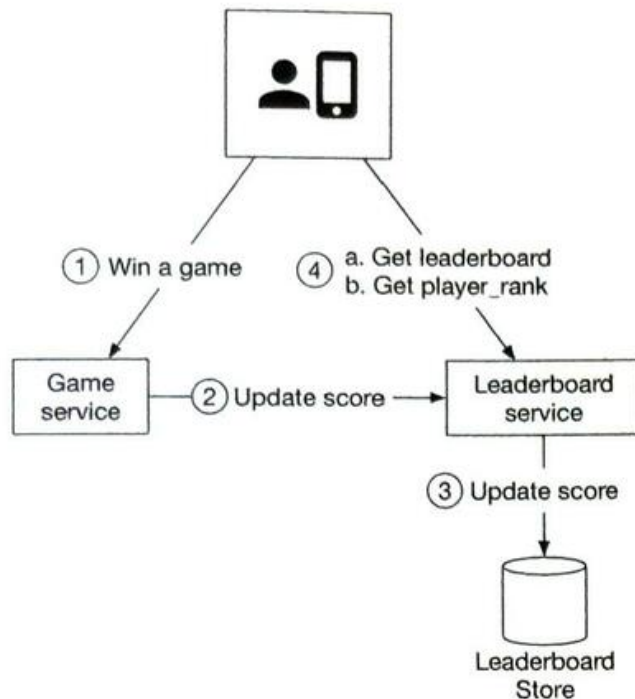 1 Win a game
4 a. Get leaderboard
b. Get player_rank
Game
service
2 Update score
Leaderboard
service
3 Update score
Leaderboard
Store